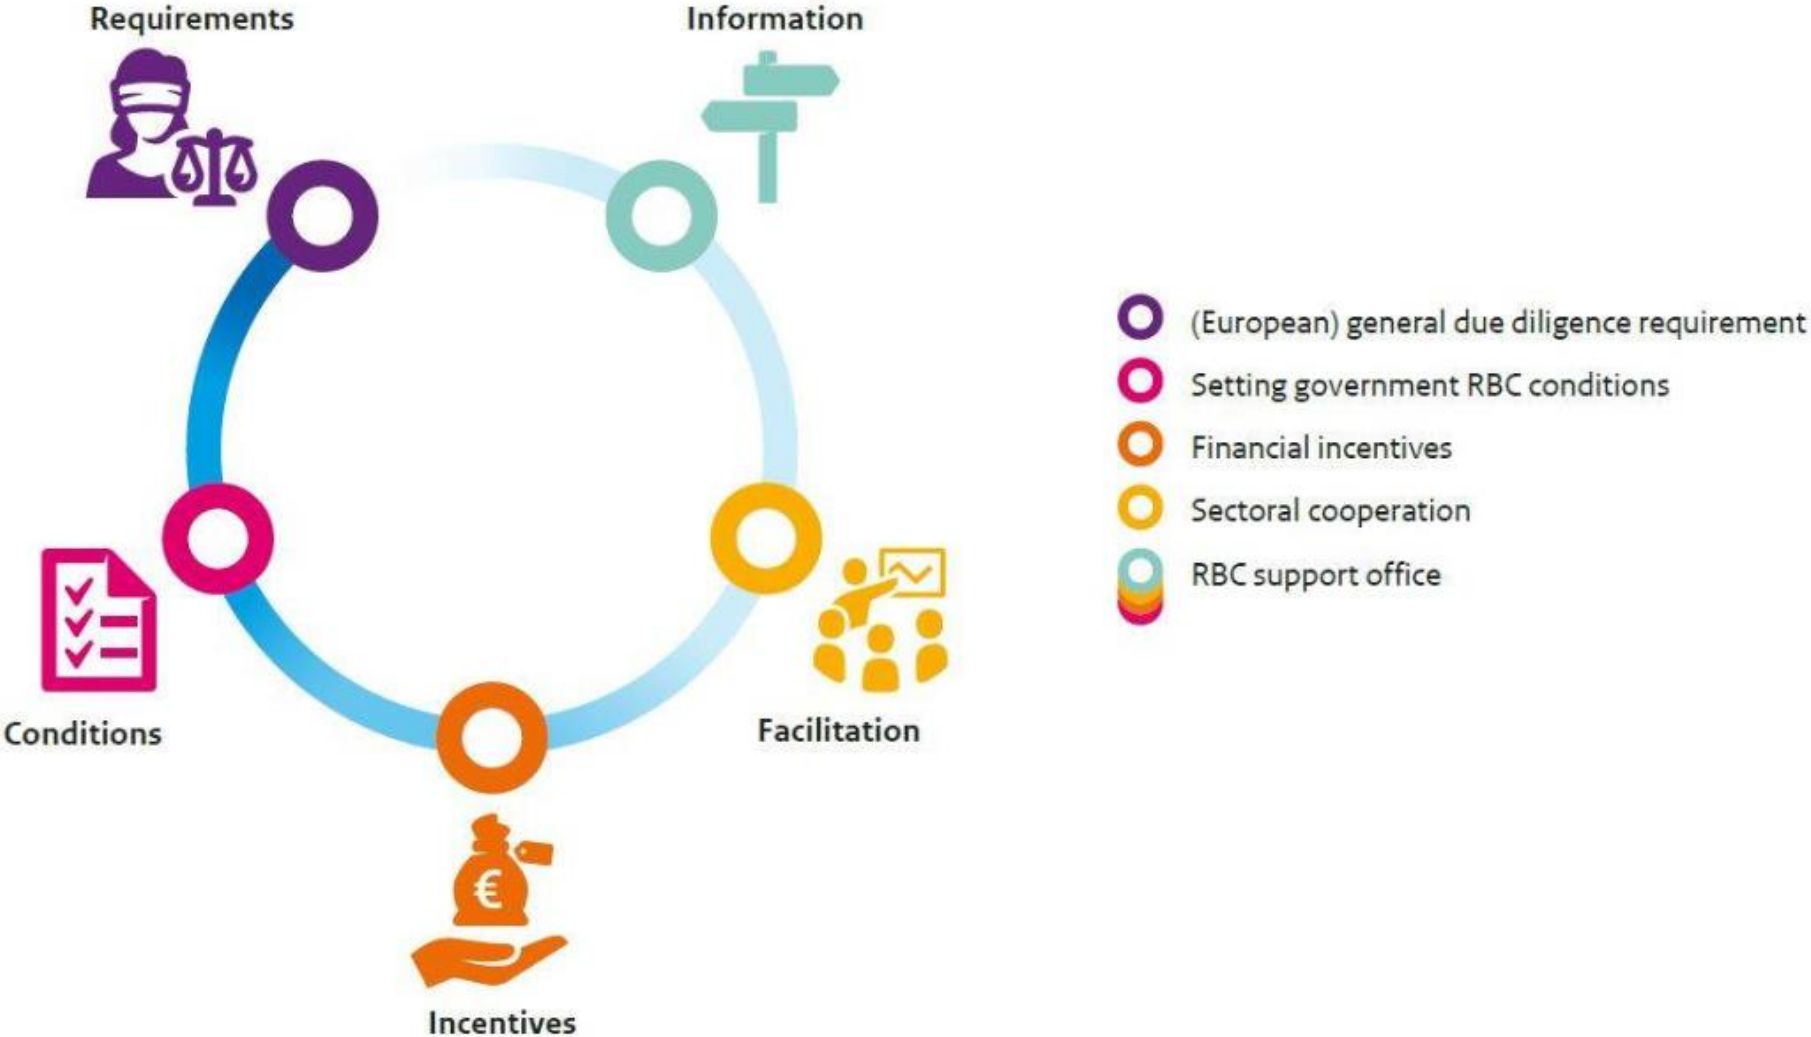 Requirements
Information
Conditions
Facilitation
€
Incentives
(European) general due diligence requirement
Setting government RBC conditions
Financial incentives
Sectoral cooperation
RBC support office